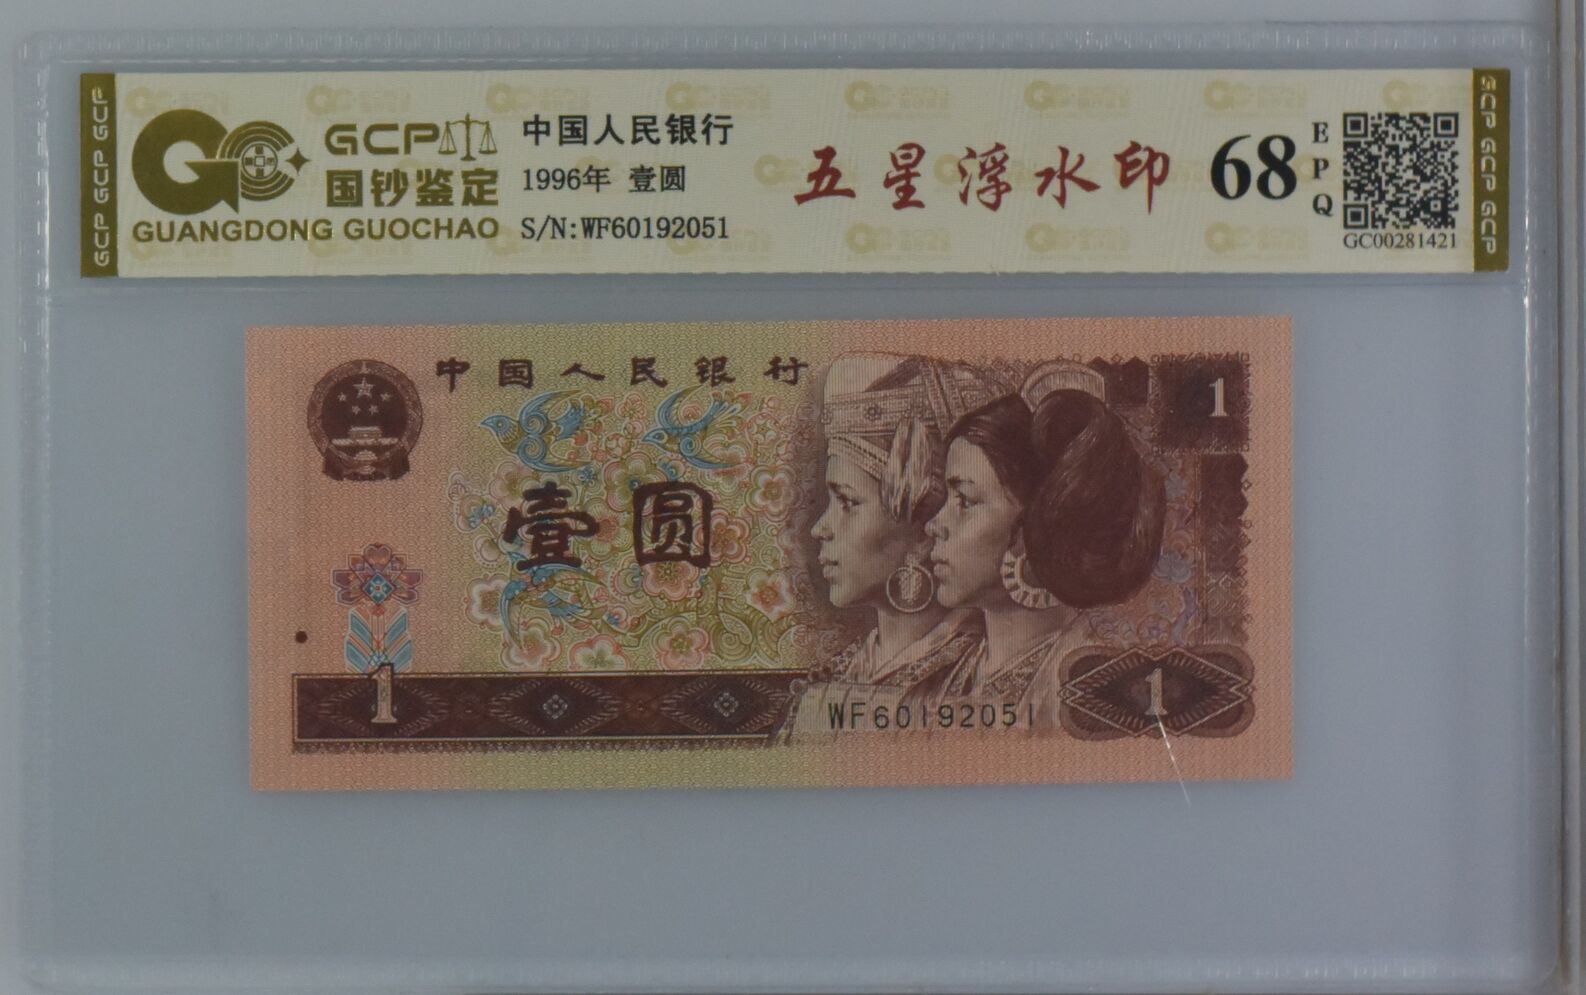 GCP
国钞鉴定
GUANGDONG GUOCHAO
中国人民银行
1996年 壹圆
S/N:WF60192051
五星浮水印
68
EPQ
GC00281421
GCP GCP GCP
GCP GCP GCP
中国人民银行
1
壹圆
1
WF60192051
1